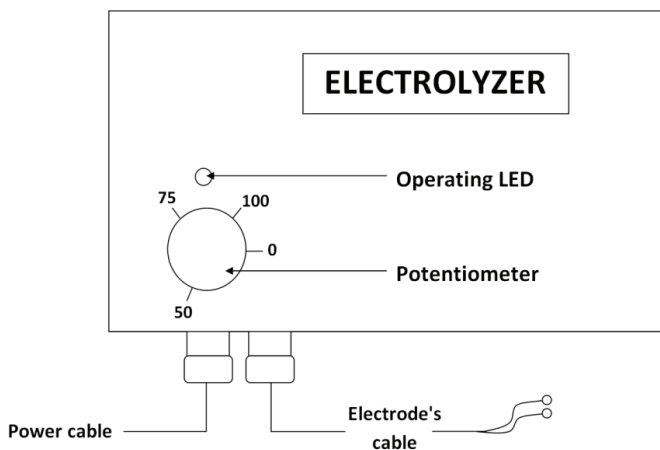 ELECTROLYZER
Operating LED
75
100
0
Potentiometer
50
Electrode's
cable
Power cable